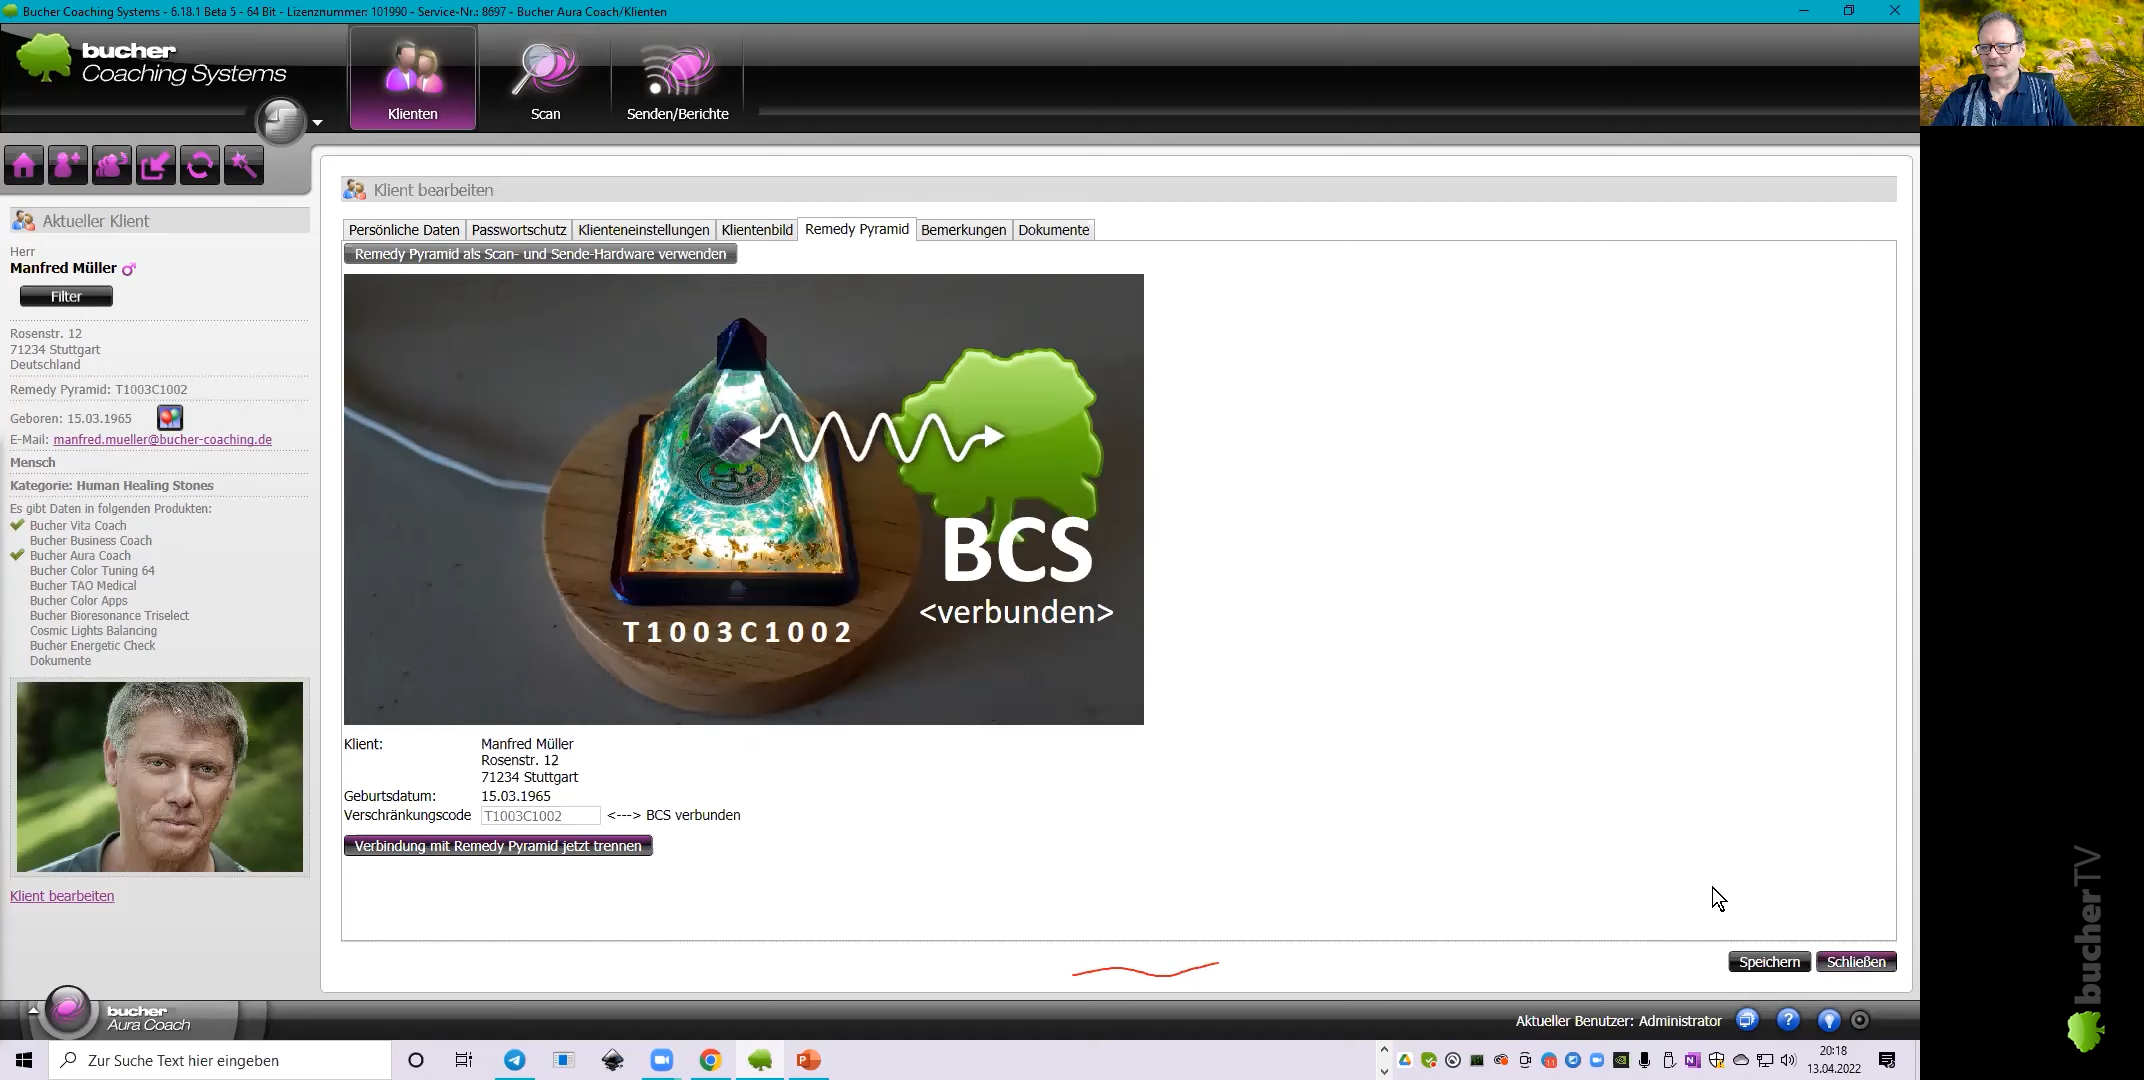 Bucher Coaching Systems - 6.18.1 Beta 5 - 64 Bit - Lizenznummer: 101990 - Service-Nr.: 8697 - Bucher Aura Coach/Klienten
bucher
Coaching Systems
Klienten
Scan
Senden/Berichte
Aktueller Klient
Herr
Manfred Müller
Filter
Rosenstr. 12
71234 Stuttgart
Deutschland
Remedy Pyramid: T1003C1002
Geboren: 15.03.1965
E-Mail: manfred.mueller@bucher-coaching.de
Mensch
Kategorie: Human Healing Stones
Es gibt Daten in folgenden Produkten:
Bucher Vita Coach
Bucher Business Coach
Bucher Aura Coach
Bucher Color Tuning 64
Bucher TAO Medical
Bucher Color Apps
Bucher Bioresonance Triselect
Cosmic Lights Balancing
Bucher Energetic Check
Dokumente
Klient bearbeiten
Klient bearbeiten
Persönliche Daten Passwortschutz Klienteneinstellungen Klientenbild Remedy Pyramid Bemerkungen Dokumente
Remedy Pyramid als Scan- und Sende-Hardware verwenden
BCS
<verbunden>
T1003C1002
Klient: Manfred Müller
Rosenstr. 12
71234 Stuttgart
Geburtsdatum: 15.03.1965
Verschränkungscode T1003C1002 <---> BCS verbunden
Verbindung mit Remedy Pyramid jetzt trennen
Speichern Schließen
bucher
Aura Coach
Aktueller Benutzer: Administrator
Zur Suche Text hier eingeben
20:18
13.04.2022
bucherTV